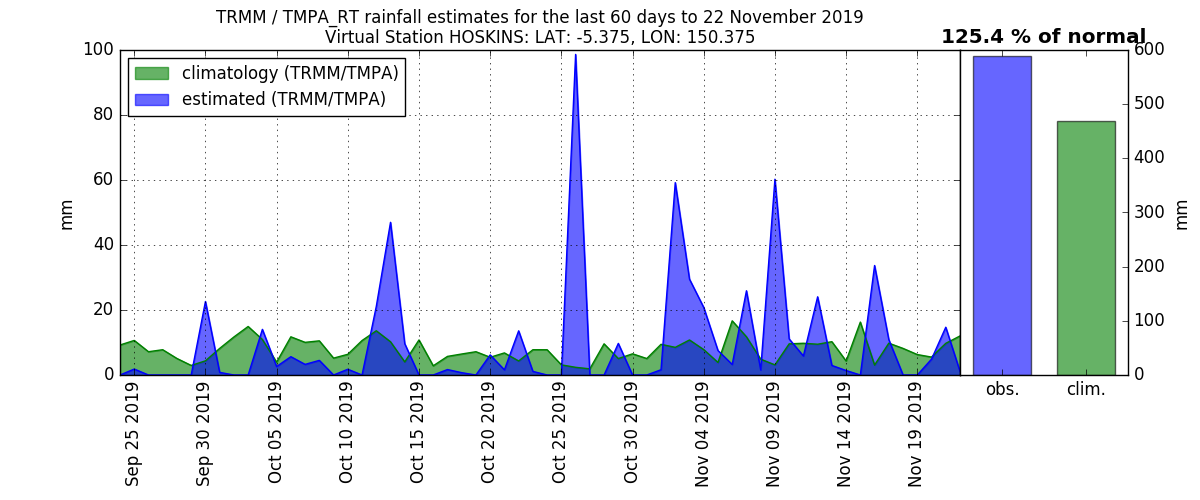 TRMM / TMPA_RT rainfall estimates for the last 60 days to 22 November 2019
Virtual Station HOSKINS: LAT: -5.375, LON: 150.375
125.4 % of normal
climatology (TRMM/TMPA)
estimated (TRMM/TMPA)
mm
100
80
60
40
20
0
Sep 25 2019
Sep 30 2019
Oct 05 2019
Oct 10 2019
Oct 15 2019
Oct 20 2019
Oct 25 2019
Oct 30 2019
Nov 04 2019
Nov 09 2019
Nov 14 2019
Nov 19 2019
600
500
400
300
200
100
0
mm
obs.
clim.